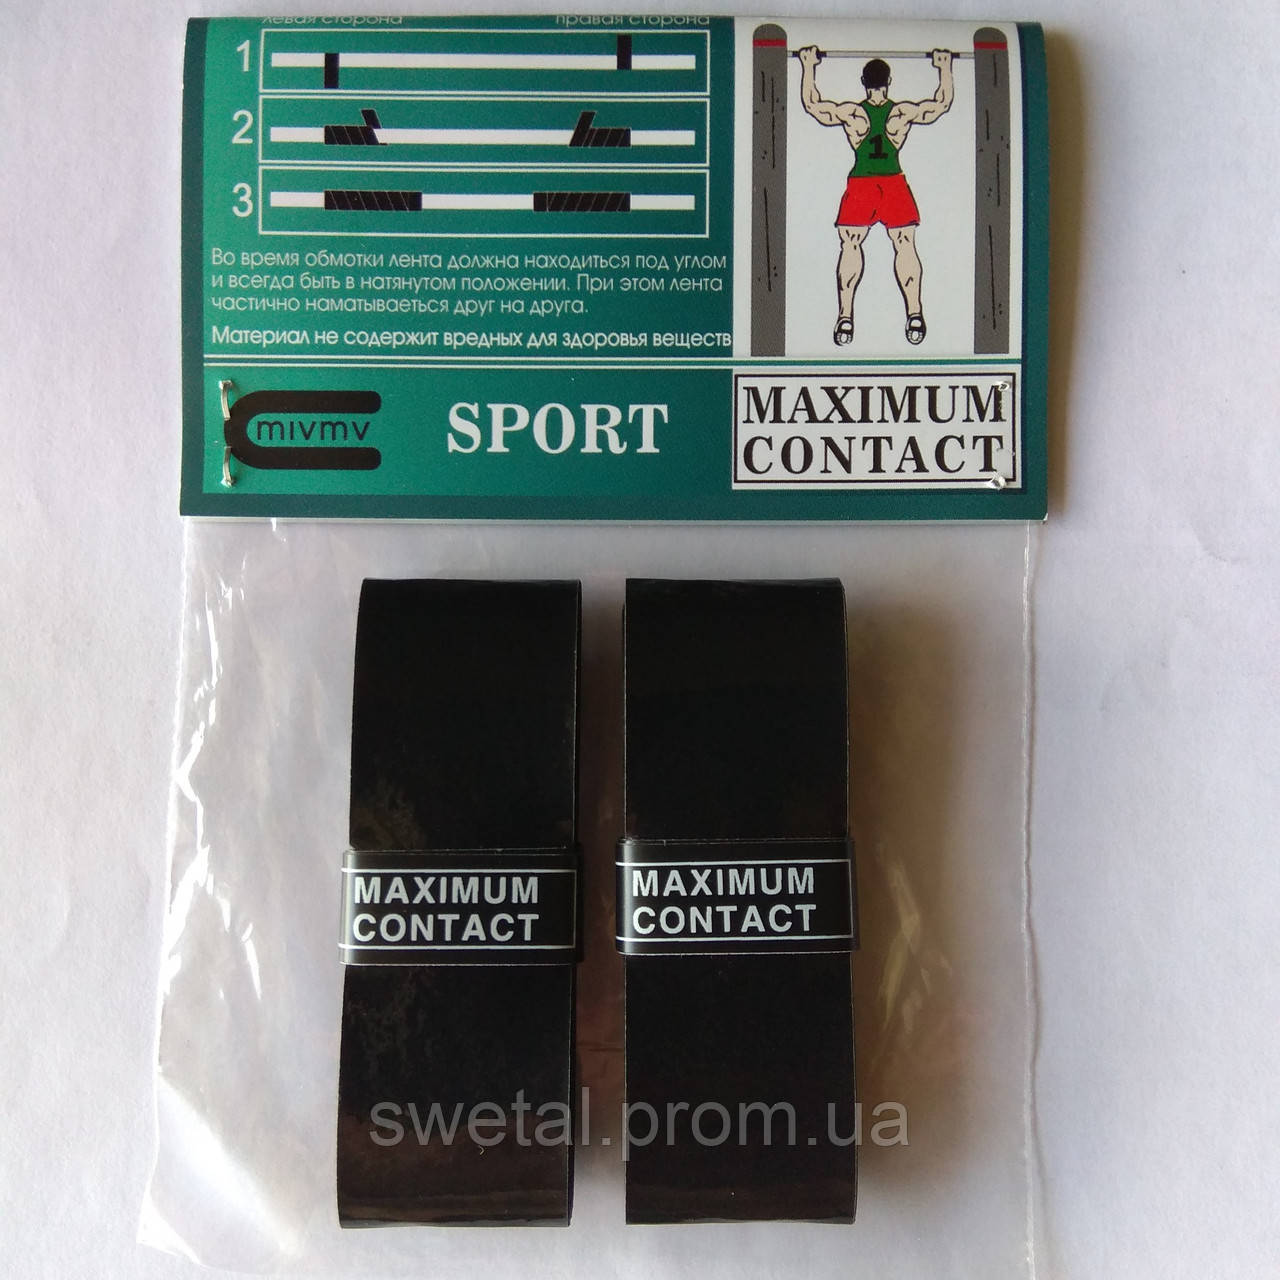 левая сторона
правая сторона
1
2
3
1
Во время обмотки лента должна находиться под углом
и всегда быть в натянутом положении. При этом лента
частично наматываеться друг на друга.
Материал не содержит вредных для здоровья веществ
mivmv
SPORT
MAXIMUM
CONTACT
MAXIMUM
CONTACT
MAXIMUM
CONTACT
swetal.prom.ua